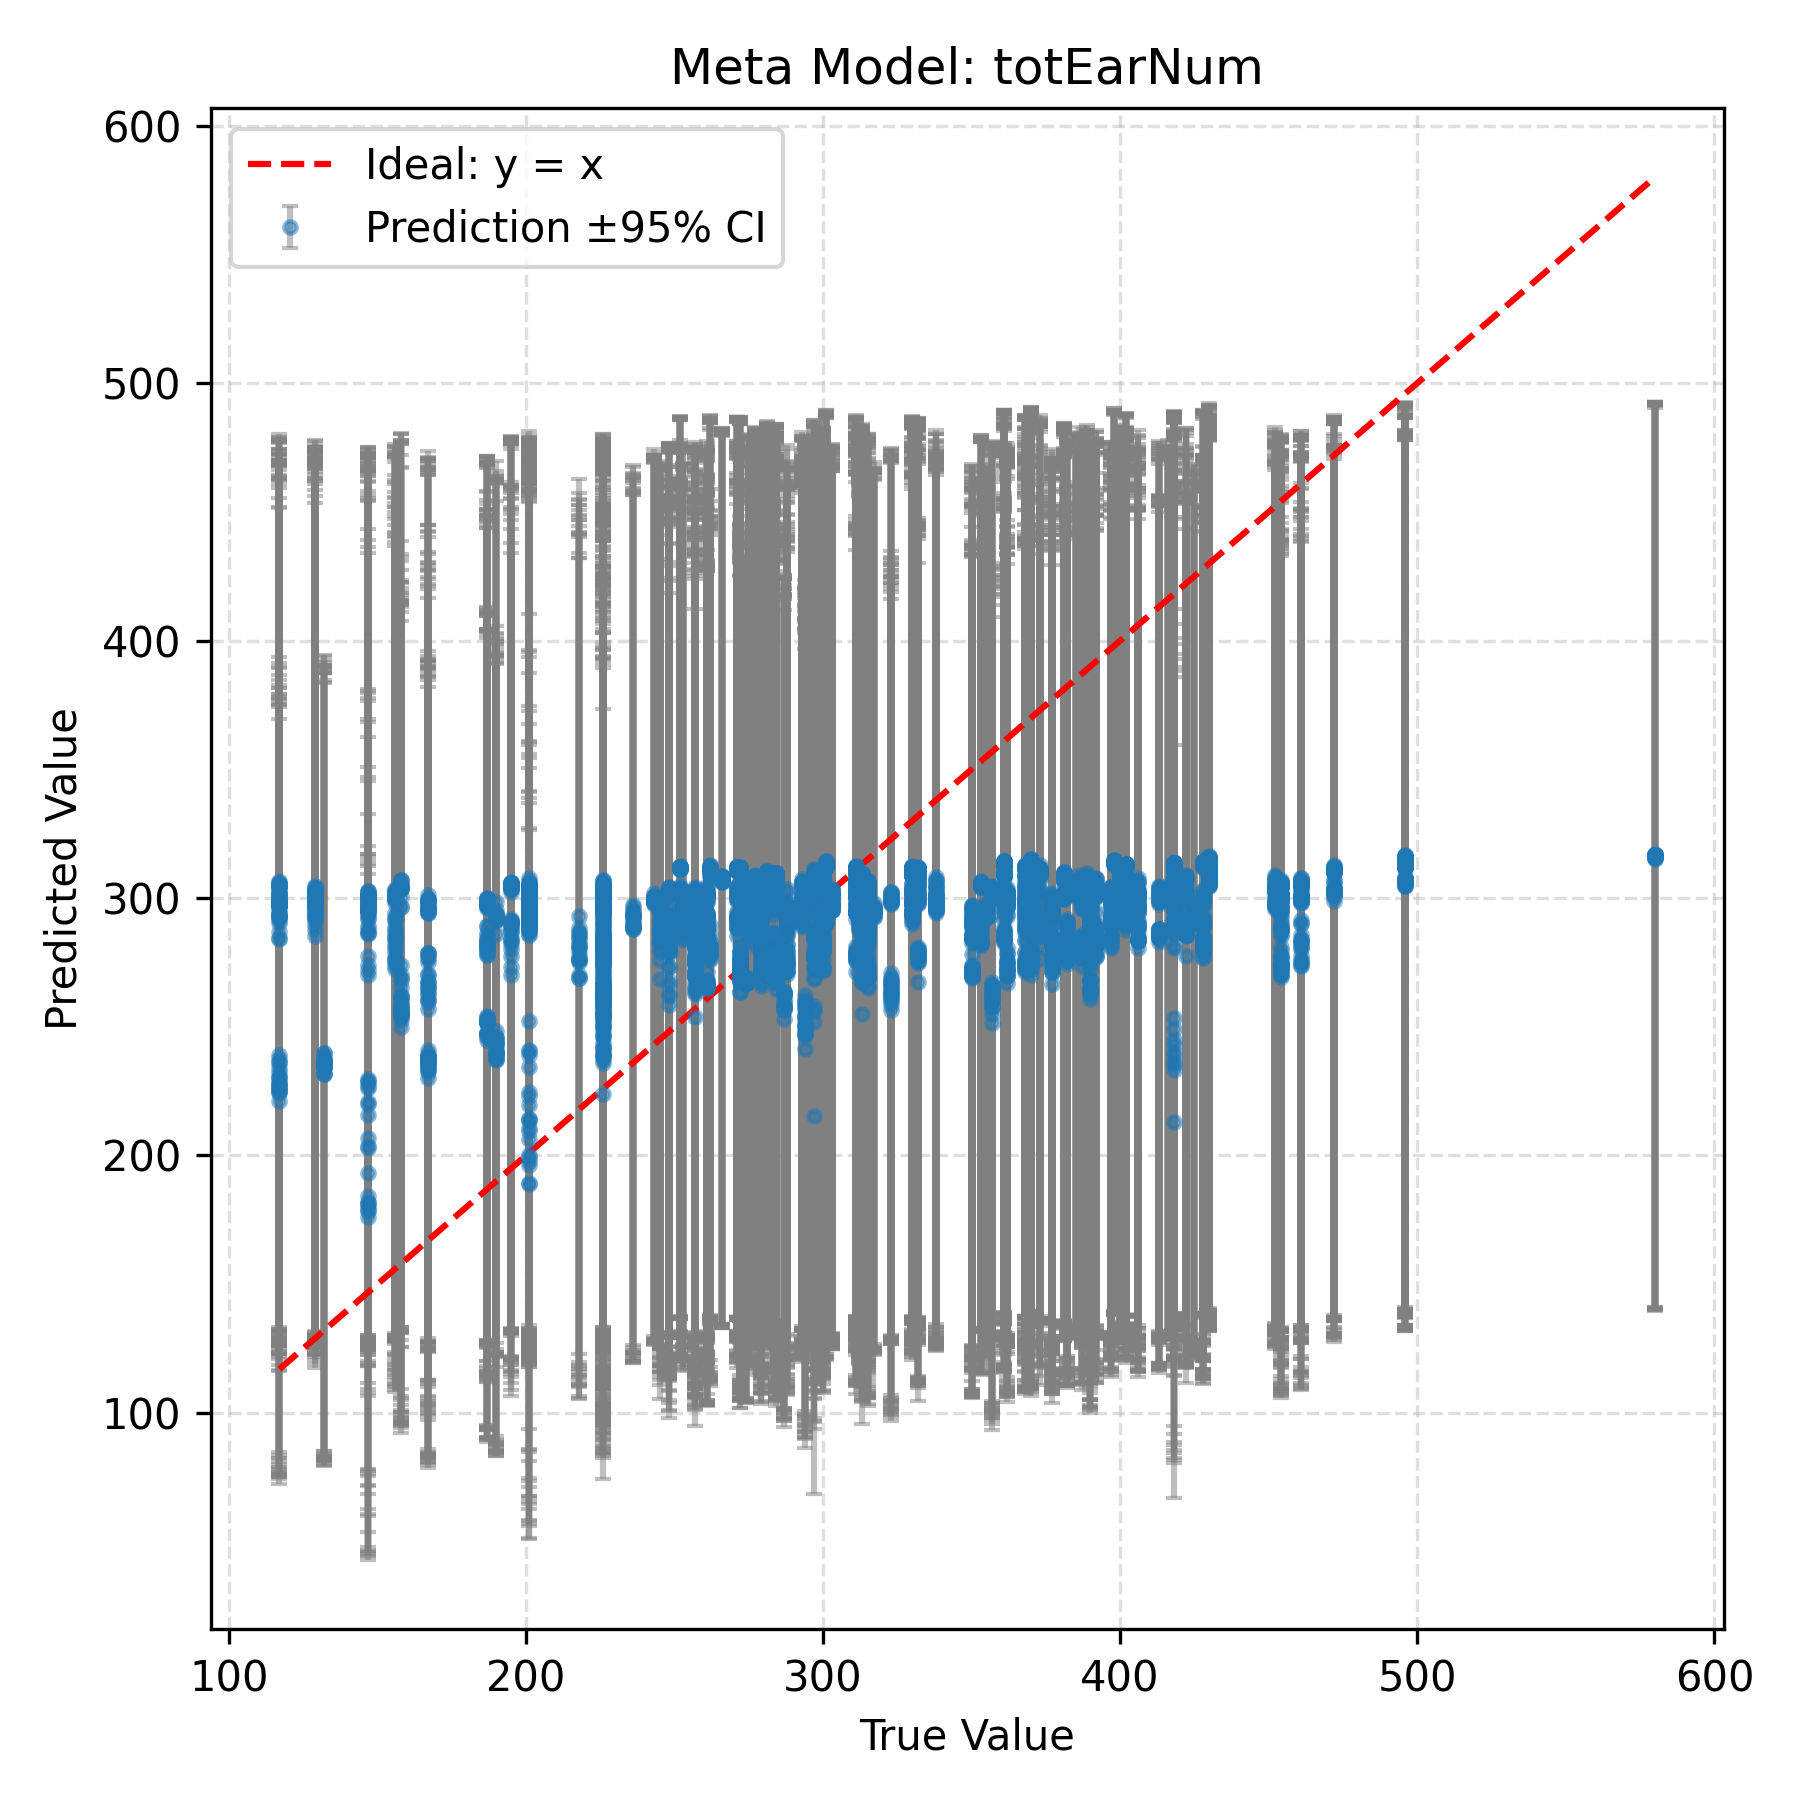 Meta Model: totEarNum
600
500
400
300
200
100
Predicted Value
Ideal: y = x
Prediction ±95% CI
100 200 300 400 500 600
True Value